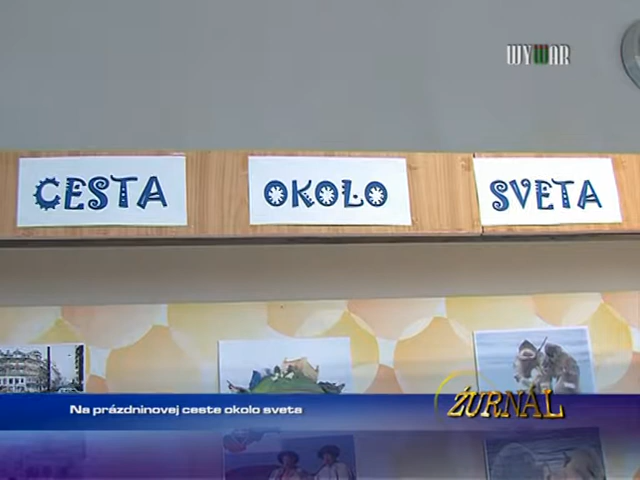 WYWAR
CESTA OKOLO SVETA
Na prázdninovej ceste okolo sveta
ŽURNÁL